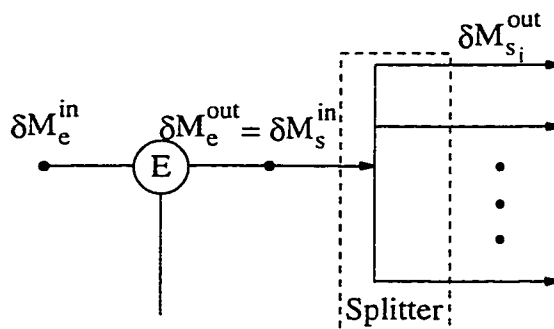 δM_{s_i}^{out}
δM_e^{in}
δM_e^{out} = δM_s^{in}
E
Splitter